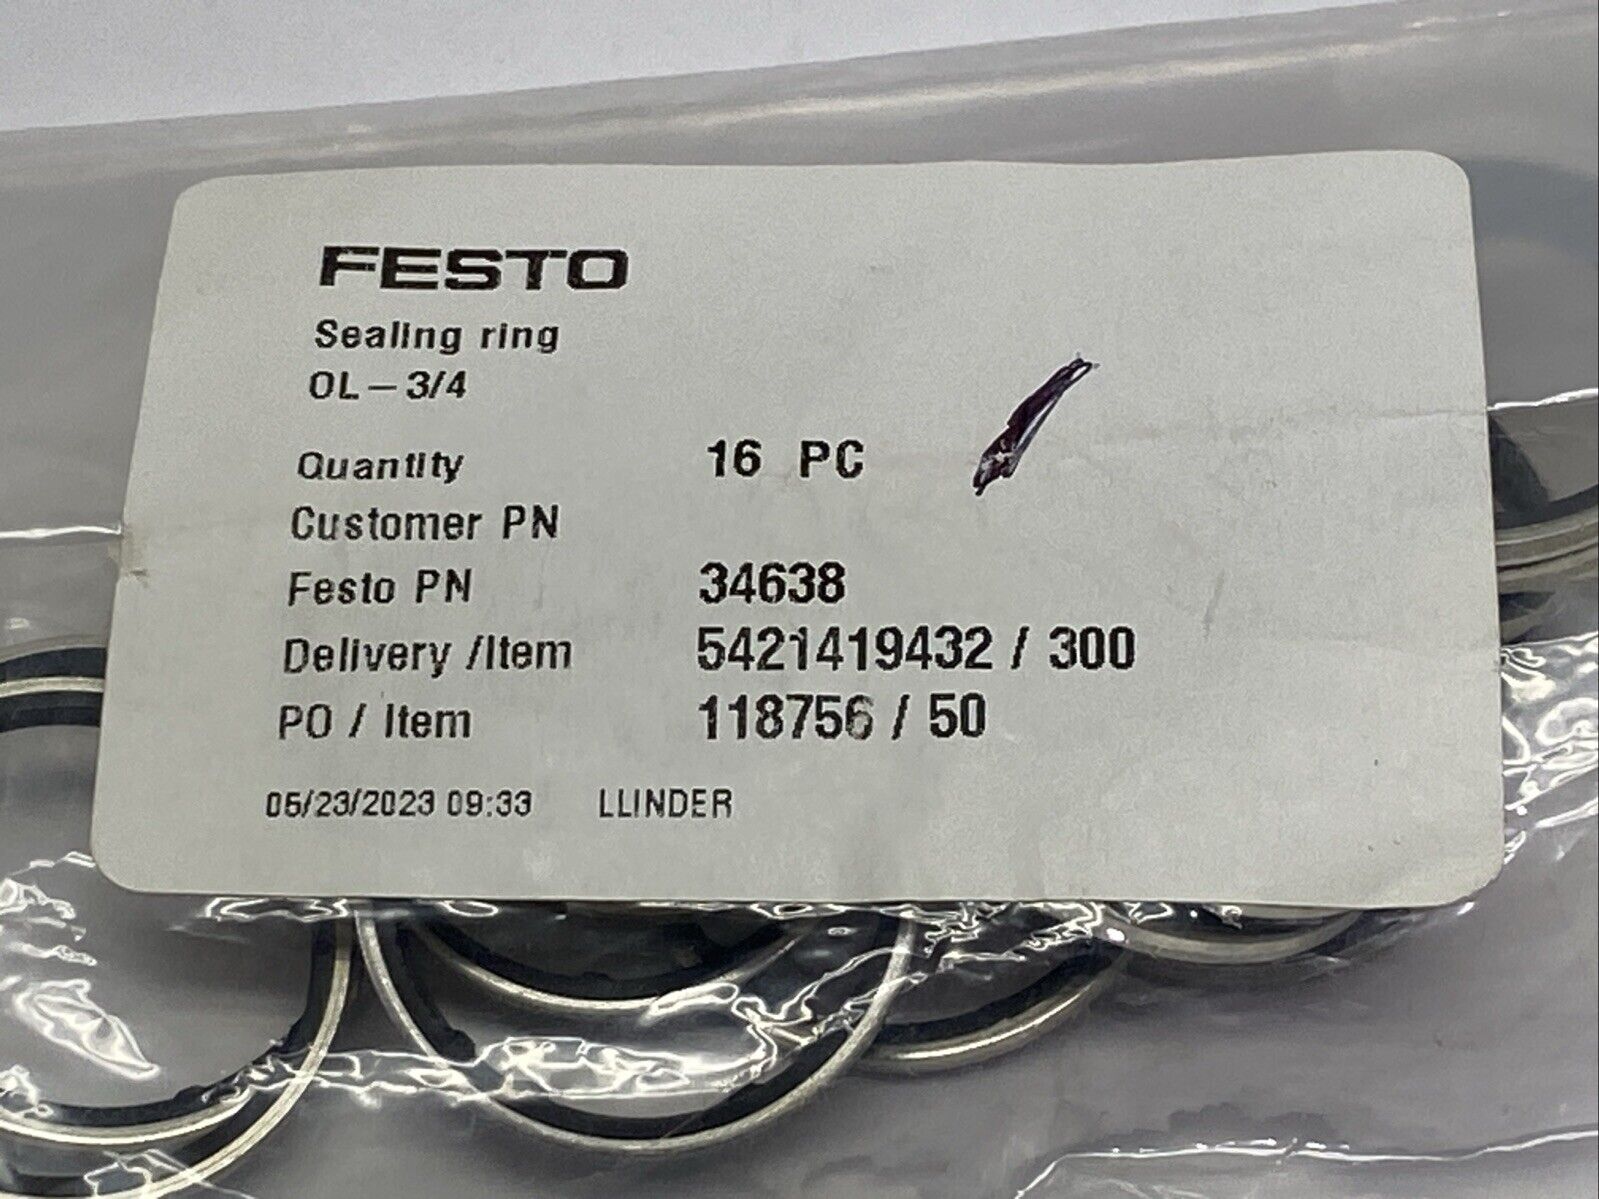 FESTO
Sealing ring
OL-3/4
Quantity 16 PC
Customer PN
Festo PN 34638
Delivery /Item 5421419432 / 300
PO / Item 118756 / 50
05/23/2023 09:33 LLINDER